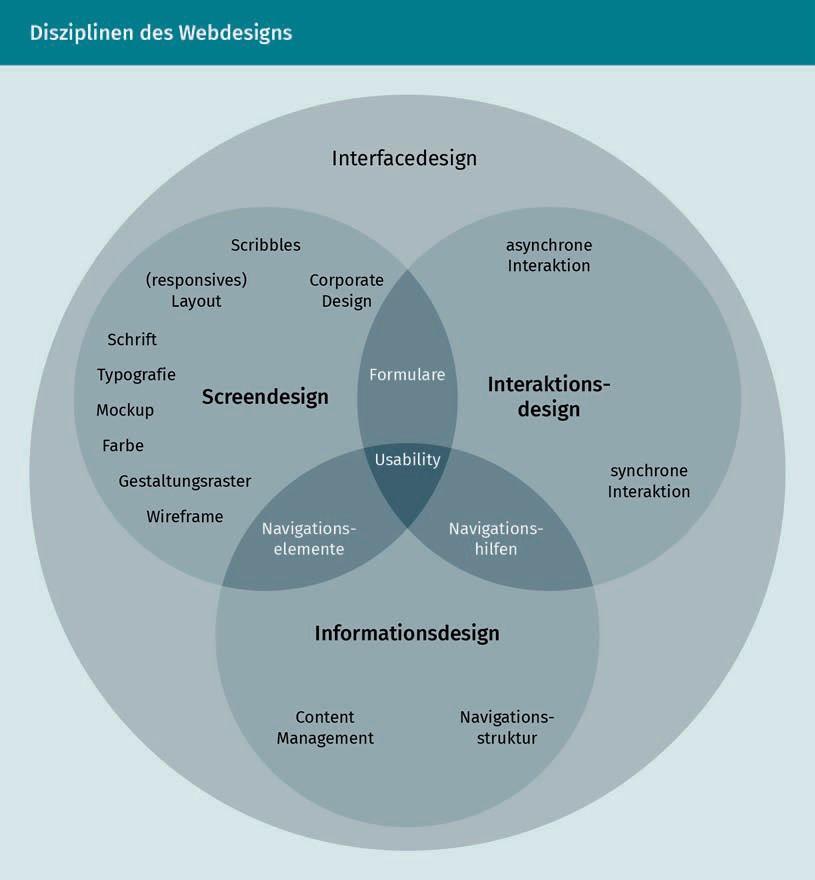 Disziplinen des Webdesigns
Interfacedesign
Scribbles
(responsives)
Layout
Corporate
Design
Schrift
Typografie
Mockup
Farbe
Gestaltungsraster
Wireframe
Screendesign
asynchrone
Interaktion
Interaktions-
design
synchrone
Interaktion
Formulare
Usability
Navigations-
elemente
Navigations-
hilfen
Informationsdesign
Content
Management
Navigations-
struktur